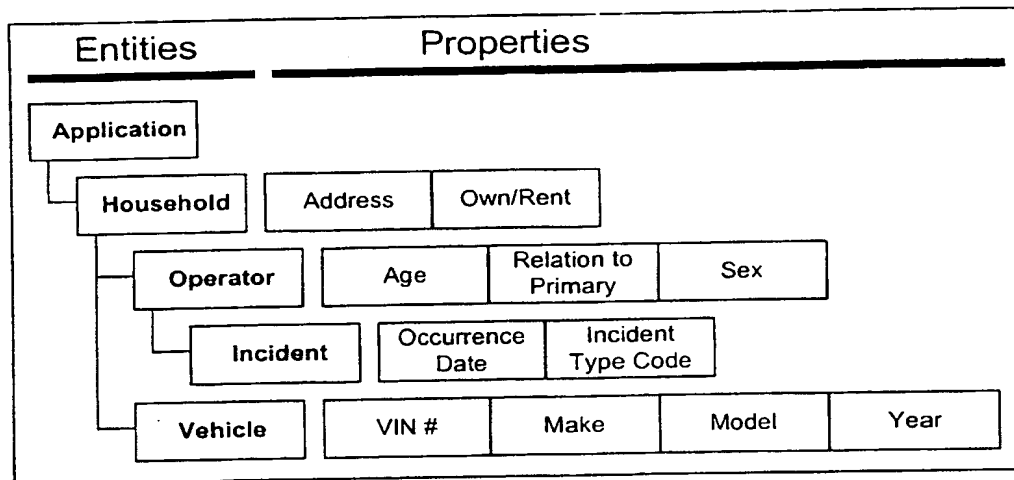 Entities Properties
Application
Household Address Own/Rent
Operator Age Relation to Primary Sex
Incident Occurrence Date Incident Type Code
Vehicle VIN # Make Model Year